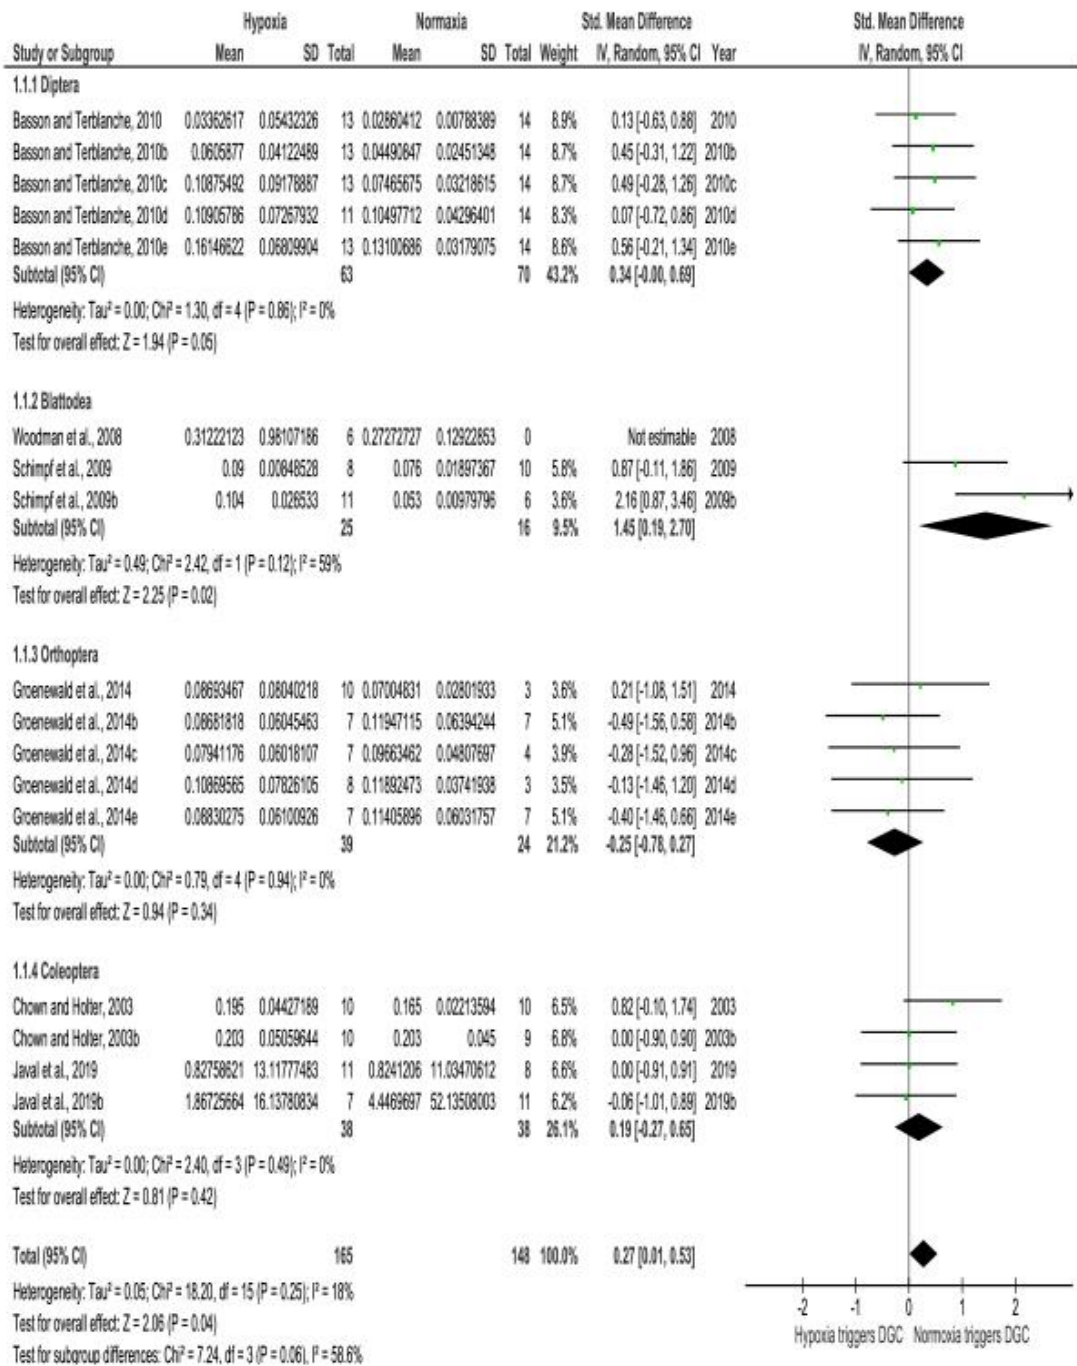 Hypoxia Normaxia Std. Mean Difference Std. Mean Difference
Study or Subgroup Mean SD Total Mean SD Total Weight IV, Random, 95% CI Year IV, Random, 95% CI
1.1.1 Diptera
Basson and Terblanche, 2010 0.03362617 0.05432326 13 0.02860412 0.00788389 14 8.9% 0.13 [-0.63, 0.88] 2010
Basson and Terblanche, 2010b 0.0605877 0.04122489 13 0.04490847 0.02451348 14 8.7% 0.45 [-0.31, 1.22] 2010b
Basson and Terblanche, 2010c 0.10875492 0.09178887 13 0.07465675 0.03218615 14 8.7% 0.49 [-0.28, 1.26] 2010c
Basson and Terblanche, 2010d 0.10905786 0.07267932 11 0.10497712 0.04296401 14 8.3% 0.07 [-0.72, 0.86] 2010d
Basson and Terblanche, 2010e 0.16146622 0.06809904 13 0.13100686 0.03179075 14 8.6% 0.56 [-0.21, 1.34] 2010e
Subtotal (95% CI) 63 70 43.2% 0.34 [-0.00, 0.69]
Heterogeneity: Tau² = 0.00; Chi² = 1.30, df = 4 (P = 0.86); I² = 0%
Test for overall effect: Z = 1.94 (P = 0.05)
1.1.2 Blattodea
Woodman et al., 2008 0.31222123 0.98107186 6 0.27272727 0.12922853 0 Not estimable 2008
Schimpf et al., 2009 0.09 0.00848528 8 0.076 0.01897367 10 5.8% 0.87 [-0.11, 1.86] 2009
Schimpf et al., 2009b 0.104 0.026533 11 0.053 0.00979796 6 3.6% 2.16 [0.87, 3.46] 2009b
Subtotal (95% CI) 25 16 9.5% 1.45 [0.19, 2.70]
Heterogeneity: Tau² = 0.49; Chi² = 2.42, df = 1 (P = 0.12); I² = 59%
Test for overall effect: Z = 2.25 (P = 0.02)
1.1.3 Orthoptera
Groenewald et al., 2014 0.08693467 0.08040218 10 0.07004831 0.02801933 3 3.6% 0.21 [-1.08, 1.51] 2014
Groenewald et al., 2014b 0.08681818 0.06045463 7 0.11947115 0.06394244 7 5.1% -0.49 [-1.56, 0.58] 2014b
Groenewald et al., 2014c 0.07941176 0.06018107 7 0.09663462 0.04807697 4 3.9% -0.28 [-1.52, 0.96] 2014c
Groenewald et al., 2014d 0.10869565 0.07826105 8 0.11892473 0.03741938 3 3.5% -0.13 [-1.46, 1.20] 2014d
Groenewald et al., 2014e 0.08830275 0.06100926 7 0.11405896 0.06031757 7 5.1% -0.40 [-1.46, 0.66] 2014e
Subtotal (95% CI) 39 24 21.2% -0.25 [-0.78, 0.27]
Heterogeneity: Tau² = 0.00; Chi² = 0.79, df = 4 (P = 0.94); I² = 0%
Test for overall effect: Z = 0.94 (P = 0.34)
1.1.4 Coleoptera
Chown and Holter, 2003 0.195 0.04427189 10 0.165 0.02213594 10 6.5% 0.82 [-0.10, 1.74] 2003
Chown and Holter, 2003b 0.203 0.05059644 10 0.203 0.045 9 6.8% 0.00 [-0.90, 0.90] 2003b
Javal et al., 2019 0.82758621 13.11777483 11 0.8241206 11.03470612 8 6.6% 0.00 [-0.91, 0.91] 2019
Javal et al., 2019b 1.86725664 16.13780834 7 4.4469697 52.13508003 11 6.2% -0.06 [-1.01, 0.89] 2019b
Subtotal (95% CI) 38 38 26.1% 0.19 [-0.27, 0.65]
Heterogeneity: Tau² = 0.00; Chi² = 2.40, df = 3 (P = 0.49); I² = 0%
Test for overall effect: Z = 0.81 (P = 0.42)
Total (95% CI) 165 148 100.0% 0.27 [0.01, 0.53]
Heterogeneity: Tau² = 0.05; Chi² = 18.20, df = 15 (P = 0.25); I² = 18%
Test for overall effect: Z = 2.06 (P = 0.04)
Test for subgroup differences: Chi² = 7.24, df = 3 (P = 0.06), I² = 58.6%
-2 -1 0 1 2
Hypoxia triggers DGC Normoxia triggers DGC